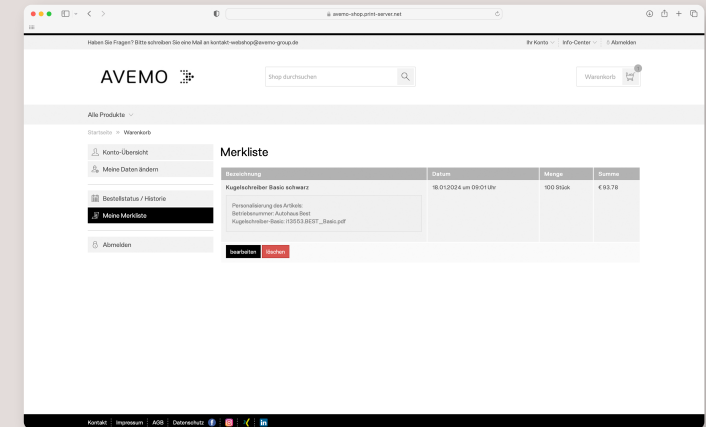 avemo-shop.print-server.net
Haben Sie Fragen? Bitte schreiben Sie eine Mail an kontakt-webshop@avemo-group.de
Ihr Konto
Info-Center
Abmelden
AVEMO
Shop durchsuchen
Warenkorb
Alle Produkte
Startseite
Warenkorb
Konto-Übersicht
Meine Daten ändern
Bestellstatus / Historie
Meine Merkliste
Abmelden
Merkliste
Bezeichnung Datum Menge Summe
Kugelschreiber Basic schwarz 18.01.2024 um 09:01 Uhr 100 Stück € 93.78
Personalisierung des Artikels:
Betriebenummer: Autohaus Best
Kugelschreiber-Basic: i13553.BEST_Basic.pdf
bearbeiten löschen
Kontakt Impressum AGB Datenschutz